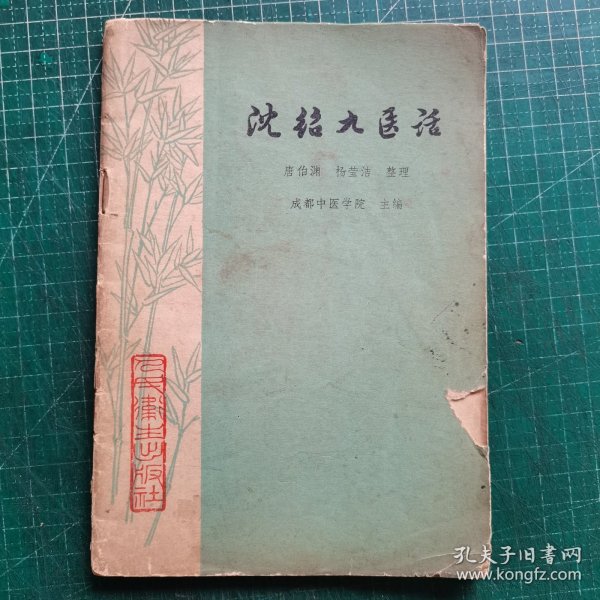 沈绍九医话
唐伯渊 杨莹洁 整理
成都中医学院 主编
人民卫生出版社
孔夫子旧书网
www.kongfz.com